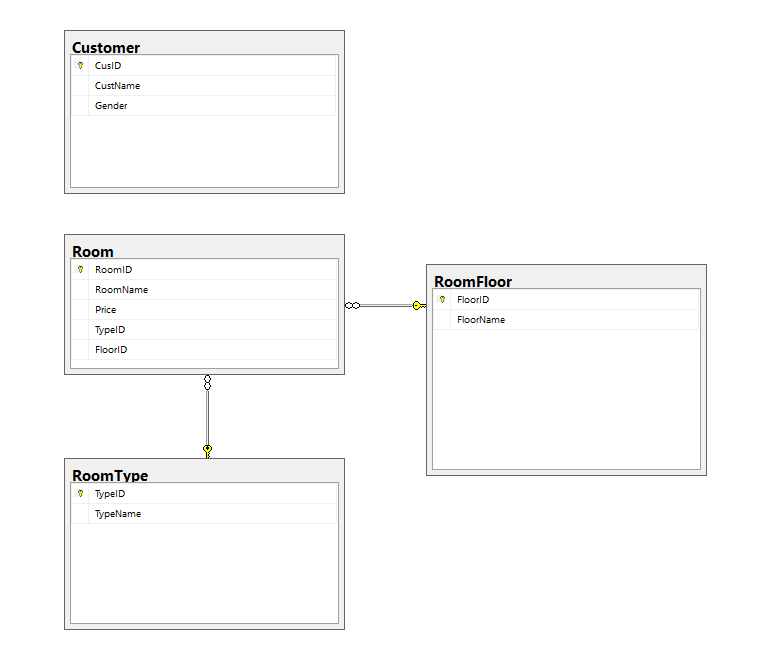 Customer
CusID
CustName
Gender
Room
RoomID
RoomName
Price
TypeID
FloorID
RoomFloor
FloorID
FloorName
RoomType
TypeID
TypeName